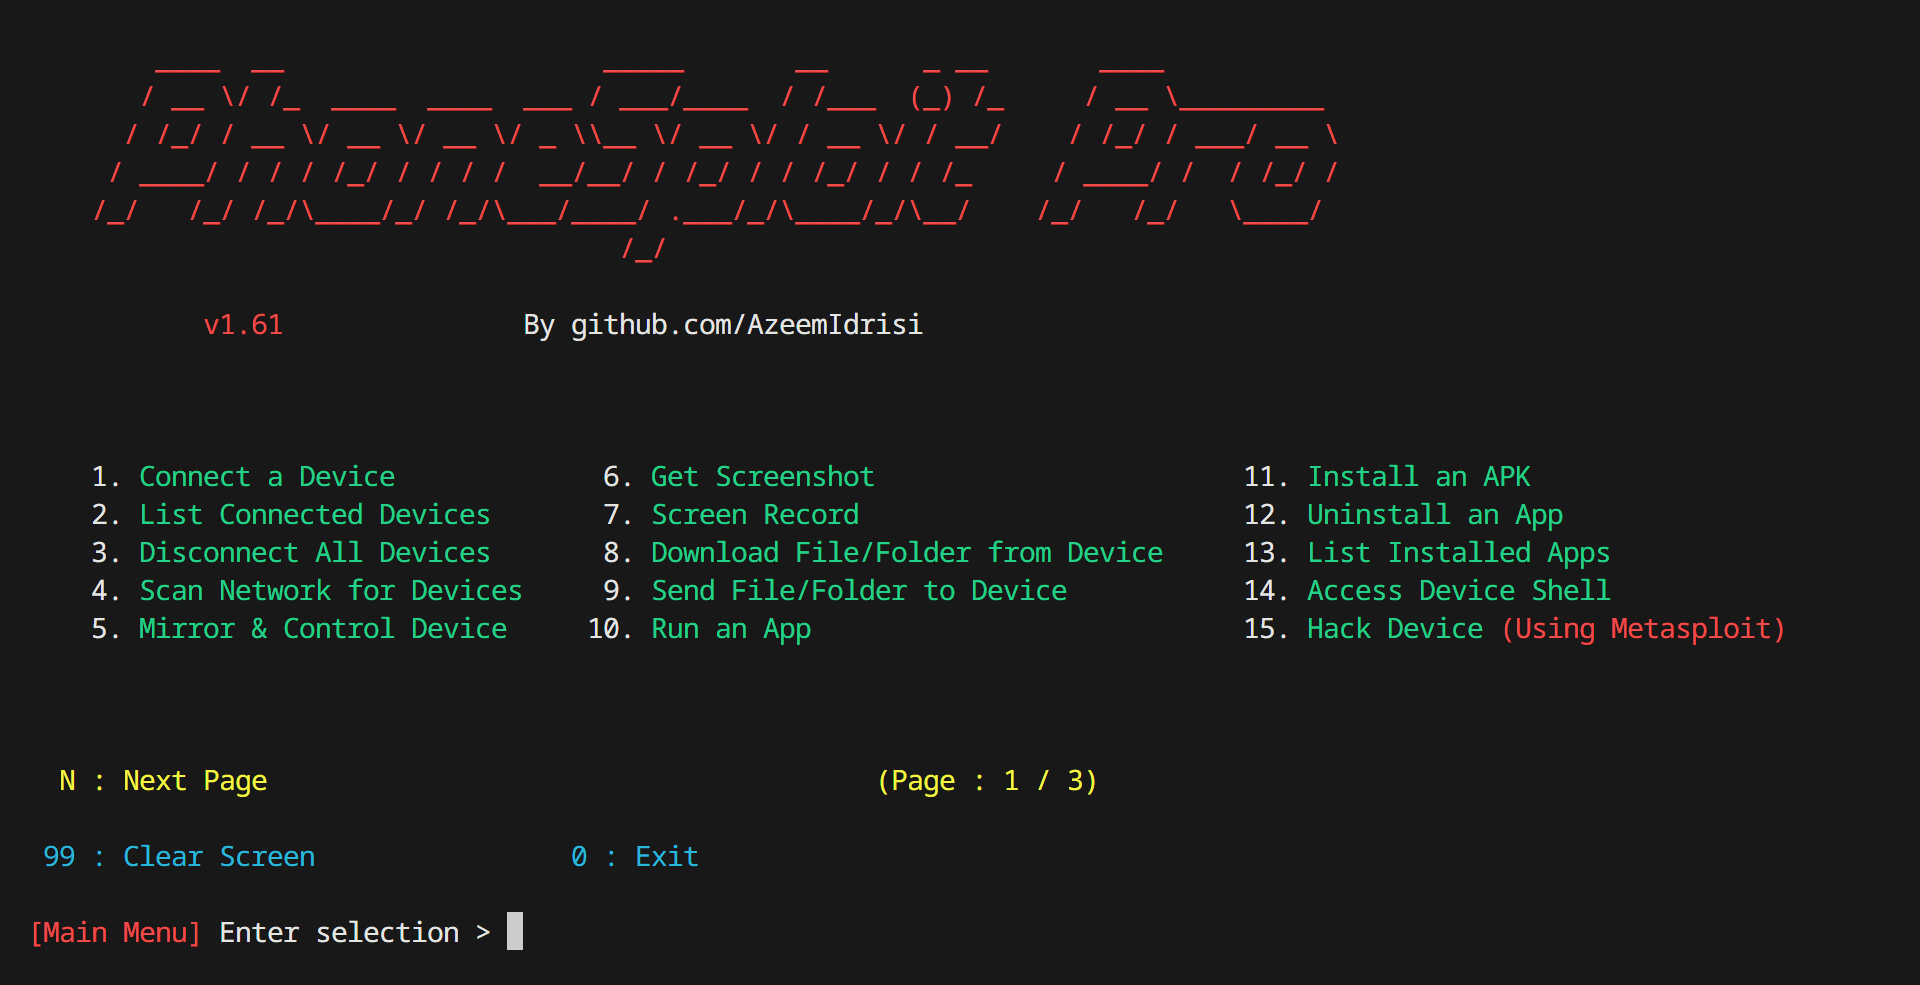 PhoneSploit Pro
v1.61 By github.com/AzeemIdrisi
1. Connect a Device 6. Get Screenshot 11. Install an APK
2. List Connected Devices 7. Screen Record 12. Uninstall an App
3. Disconnect All Devices 8. Download File/Folder from Device 13. List Installed Apps
4. Scan Network for Devices 9. Send File/Folder to Device 14. Access Device Shell
5. Mirror & Control Device 10. Run an App 15. Hack Device (Using Metasploit)
N : Next Page (Page : 1 / 3)
99 : Clear Screen 0 : Exit
[Main Menu] Enter selection >